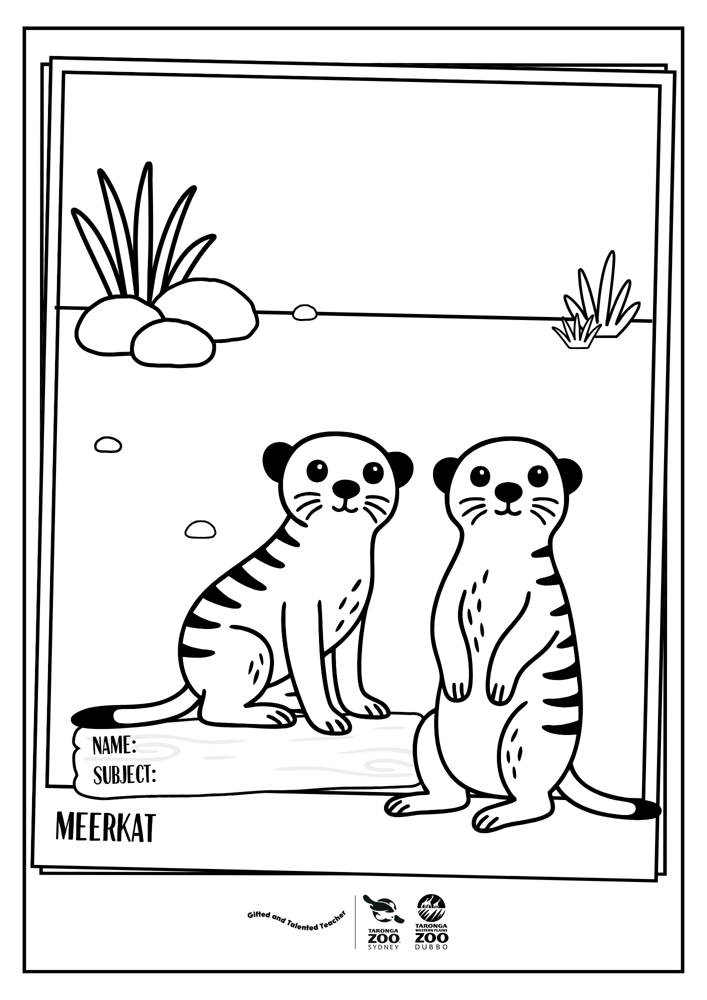 NAME:
SUBJECT:
MEERKAT
Gifted and Talented Teacher
TARONGA
ZOO
SYDNEY
TARONGA
WESTERN PLAINS
ZOO
DUBBO